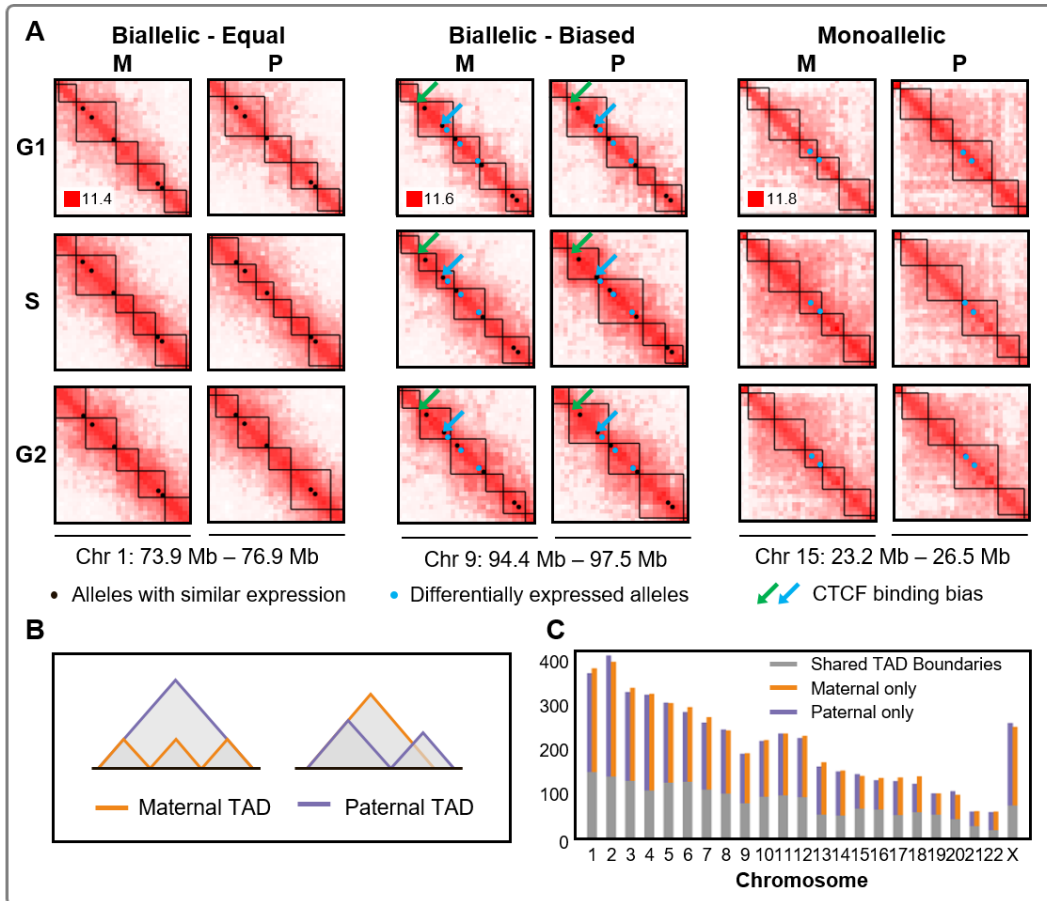 A
Biallelic - Equal Biallelic - Biased Monoallelic
M P M P M P
G1
11.4 11.6 11.8
S
G2
Chr 1: 73.9 Mb – 76.9 Mb Chr 9: 94.4 Mb – 97.5 Mb Chr 15: 23.2 Mb – 26.5 Mb
Alleles with similar expression Differentially expressed alleles CTCF binding bias
B
Maternal TAD Paternal TAD
C
Shared TAD Boundaries
Maternal only
Paternal only
400
300
200
100
0
1 2 3 4 5 6 7 8 9 10 11 12 13 14 15 16 17 18 19 20 21 22 X
Chromosome